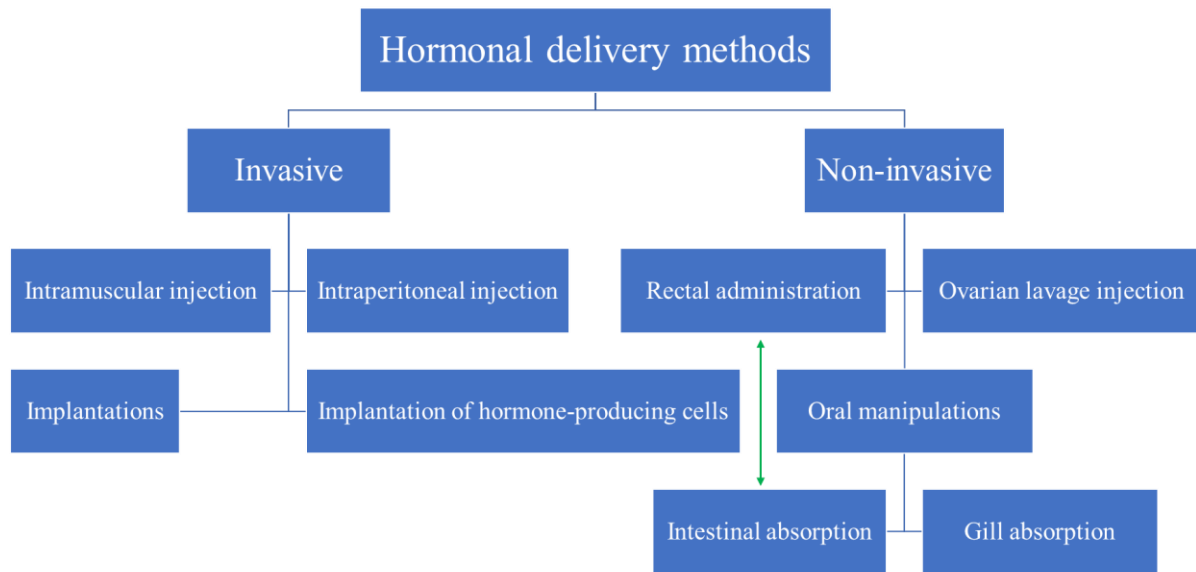 Hormonal delivery methods
Invasive
Non-invasive
Intramuscular injection
Intraperitoneal injection
Rectal administration
Ovarian lavage injection
Implantations
Implantation of hormone-producing cells
Oral manipulations
Intestinal absorption
Gill absorption